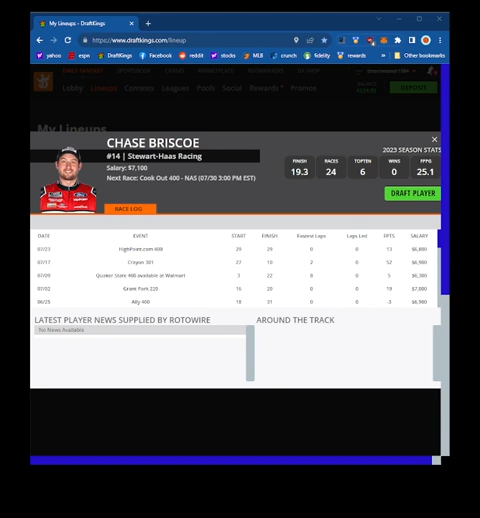 My Lineups - DraftKings
https://www.draftkings.com/lineup
yahoo espn DraftKings Facebook reddit stocks MLB crunch fidelity rewards » Other bookmarks
DAILY FANTASY SPORTSBOOK CASINO MARKETPLACE REIGNMAKERS DK SHOP
Lobby Lineups Contests Leagues Pools Social Rewards Promos DEPOSIT
My Lineups
CHASE BRISCOE
#14 | Stewart-Haas Racing
Salary: $7,100
Next Race: Cook Out 400 - NAS (07/30 3:00 PM EST)
2023 SEASON STATS
FINISH RACES TOPTEN WINS FPPG
19.3 24 6 0 25.1
DRAFT PLAYER
RACE LOG
DATE EVENT START FINISH Fastest Laps Laps Led FPTS SALARY
07/23 HighPoint.com 400 29 29 0 0 13 $6,800
07/17 Crayon 301 27 10 2 0 52 $6,900
07/09 Quaker State 400 available at Walmart 3 22 8 0 5 $6,300
07/02 Grant Park 220 16 20 0 0 19 $7,000
06/25 Ally 400 18 31 0 0 -3 $6,900
LATEST PLAYER NEWS SUPPLIED BY ROTOWIRE
No News Available
AROUND THE TRACK